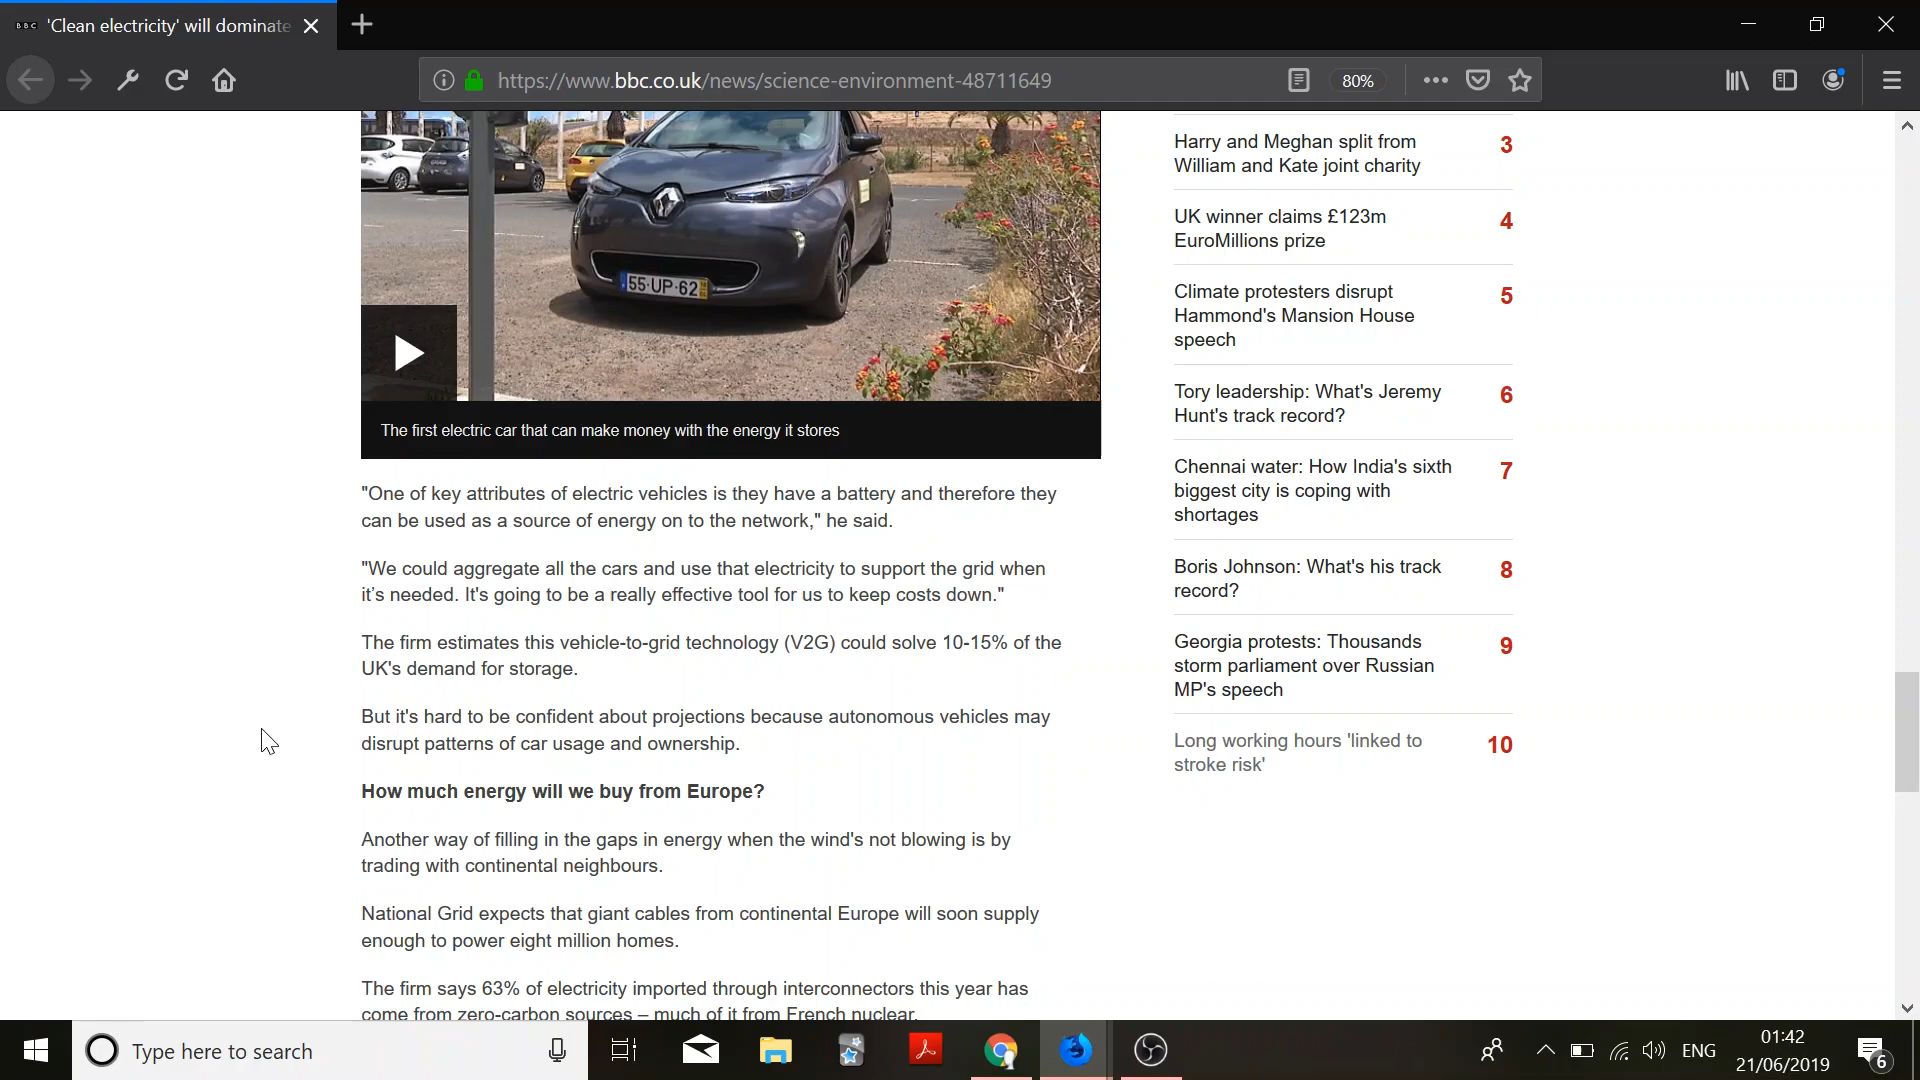 BBC 'Clean electricity' will dominate
https://www.bbc.co.uk/news/science-environment-48711649
80%
55-UP-62
The first electric car that can make money with the energy it stores
"One of key attributes of electric vehicles is they have a battery and therefore they
can be used as a source of energy on to the network," he said.
"We could aggregate all the cars and use that electricity to support the grid when
it's needed. It's going to be a really effective tool for us to keep costs down."
The firm estimates this vehicle-to-grid technology (V2G) could solve 10-15% of the
UK's demand for storage.
But it's hard to be confident about projections because autonomous vehicles may
disrupt patterns of car usage and ownership.
How much energy will we buy from Europe?
Another way of filling in the gaps in energy when the wind's not blowing is by
trading with continental neighbours.
National Grid expects that giant cables from continental Europe will soon supply
enough to power eight million homes.
The firm says 63% of electricity imported through interconnectors this year has
come from zero-carbon sources – much of it from French nuclear.
Harry and Meghan split from 3
William and Kate joint charity
UK winner claims £123m 4
EuroMillions prize
Climate protesters disrupt 5
Hammond's Mansion House
speech
Tory leadership: What's Jeremy 6
Hunt's track record?
Chennai water: How India's sixth 7
biggest city is coping with
shortages
Boris Johnson: What's his track 8
record?
Georgia protests: Thousands 9
storm parliament over Russian
MP's speech
Long working hours 'linked to 10
stroke risk'
Type here to search
ENG
01:42
21/06/2019
6